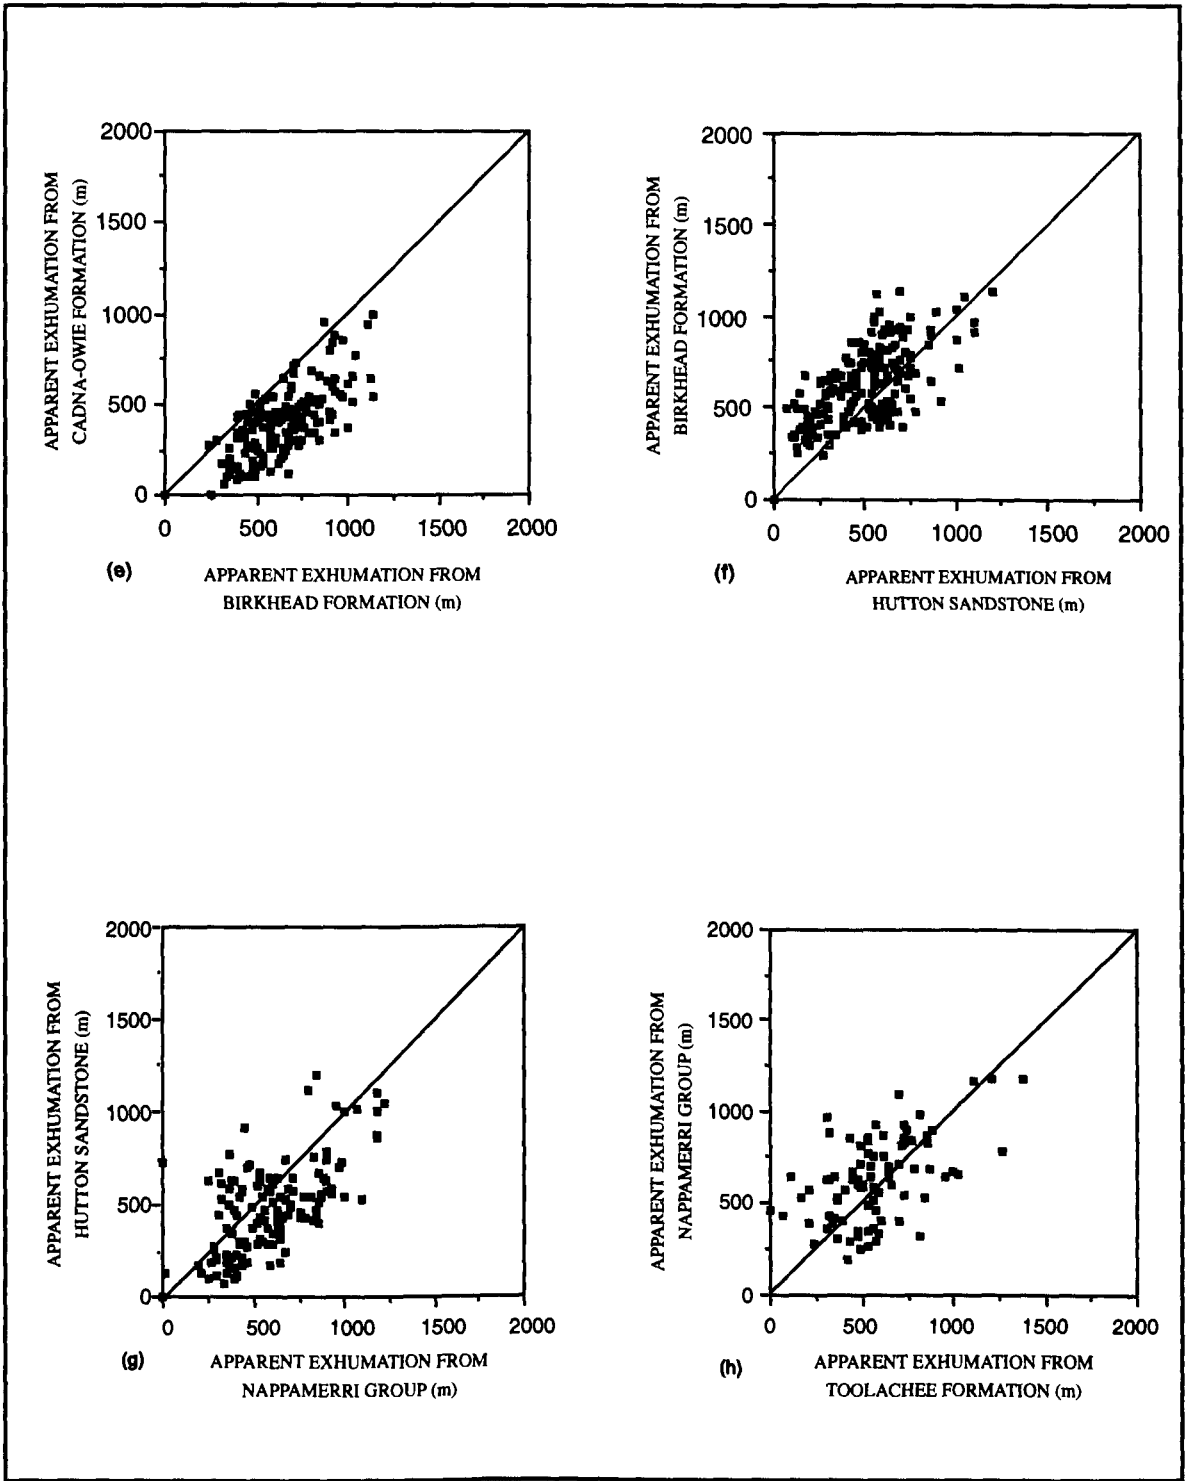 2000
1500
1000
500
0
APPARENT EXHUMATION FROM
CADNA-OWIE FORMATION (m)
0 500 1000 1500 2000
(e) APPARENT EXHUMATION FROM
BIRKHEAD FORMATION (m)
2000
1500
1000
500
0
APPARENT EXHUMATION FROM
BIRKHEAD FORMATION (m)
0 500 1000 1500 2000
(f) APPARENT EXHUMATION FROM
HUTTON SANDSTONE (m)
2000
1500
1000
500
0
APPARENT EXHUMATION FROM
HUTTON SANDSTONE (m)
0 500 1000 1500 2000
(g) APPARENT EXHUMATION FROM
NAPPAMERRI GROUP (m)
2000
1500
1000
500
0
APPARENT EXHUMATION FROM
NAPPAMERRI GROUP (m)
0 500 1000 1500 2000
(h) APPARENT EXHUMATION FROM
TOOLACHEE FORMATION (m)